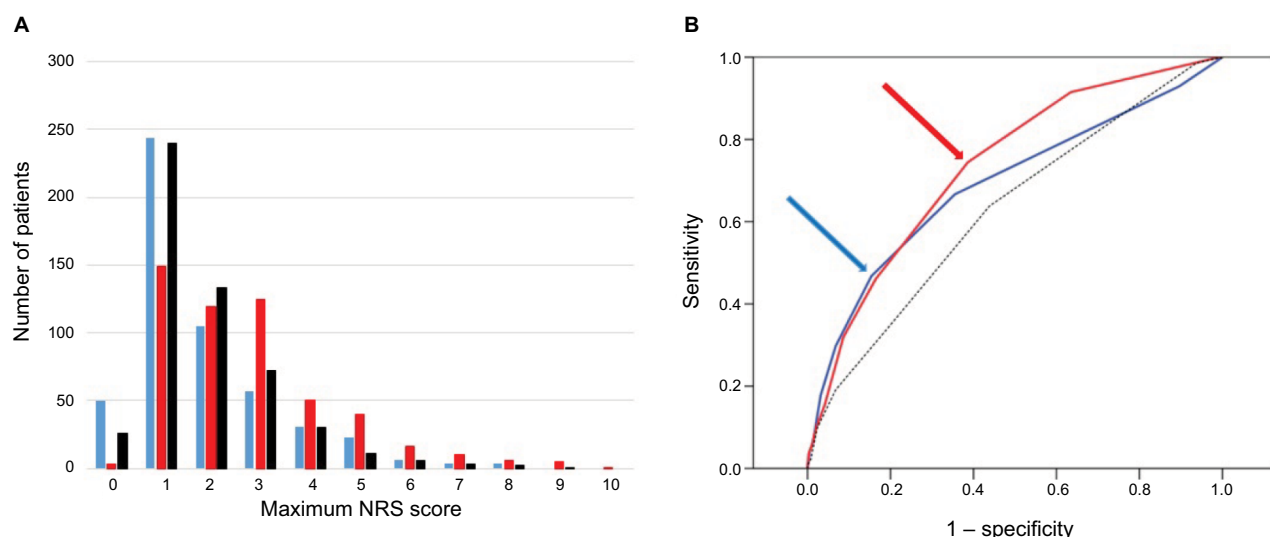 A
300
250
200
150
100
50
0
Number of patients
0 1 2 3 4 5 6 7 8 9 10
Maximum NRS score
B
1.0
0.8
0.6
0.4
0.2
0.0
Sensitivity
0.0 0.2 0.4 0.6 0.8 1.0
1 – specificity